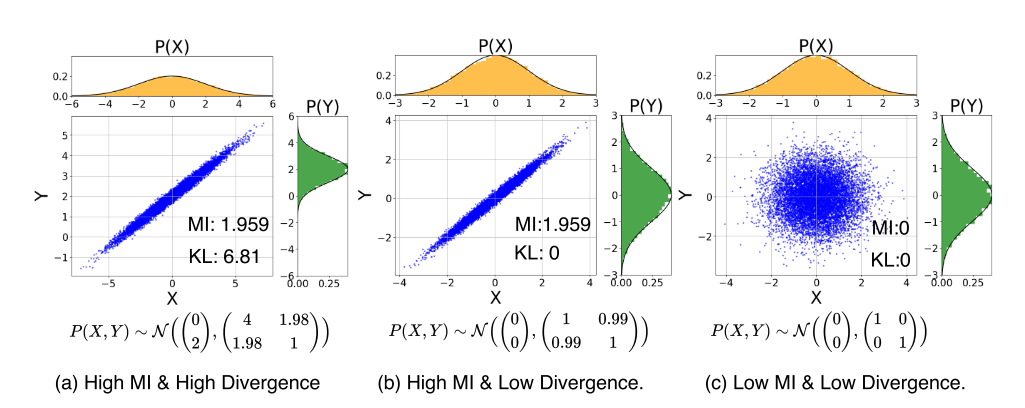 P(X)
0.2
0.0
−6 −4 −2 0 2 4 6
P(Y)
6
4
2
0
−2
−4
−6
0.00 0.25
5
4
3
2
1
0
−1
Y
MI: 1.959
KL: 6.81
−5 0 5
X
P(X, Y) ∼ 𝒩((0 2), (4 1.98 1.98 1))
(a) High MI & High Divergence
P(X)
0.2
0.0
−3 −2 −1 0 1 2 3
P(Y)
3
2
1
0
−1
−2
−3
0.00 0.25
4
2
0
−2
Y
MI:1.959
KL: 0
−4 −2 0 2 4
X
P(X, Y) ∼ 𝒩((0 0), (1 0.99 0.99 1))
(b) High MI & Low Divergence.
P(X)
0.2
0.0
−3 −2 −1 0 1 2 3
P(Y)
3
2
1
0
−1
−2
−3
0.00 0.25
4
2
0
−2
Y
MI:0
KL:0
−4 −2 0 2 4
X
P(X, Y) ∼ 𝒩((0 0), (1 0 0 1))
(c) Low MI & Low Divergence.